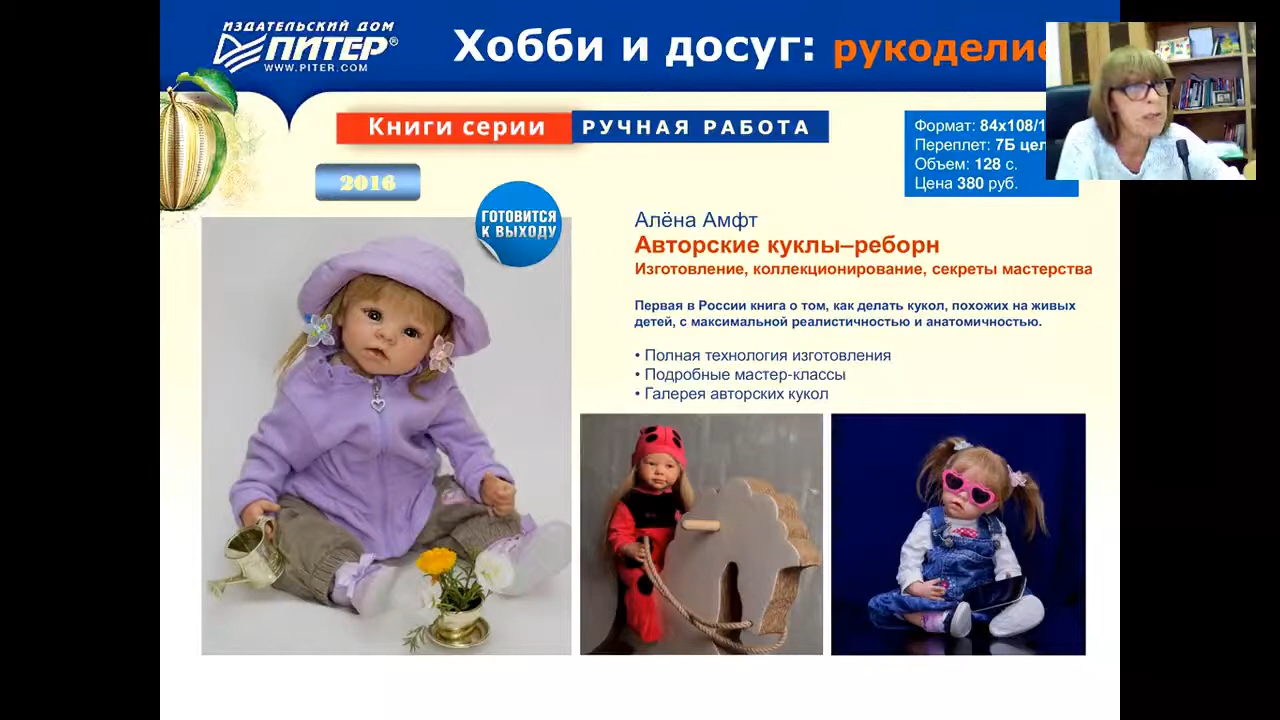 ИЗДАТЕЛЬСКИЙ ДОМ
ПИТЕР®
WWW.PITER.COM
Хобби и досуг: рукоделие
Книги серии РУЧНАЯ РАБОТА
Формат: 84x108/1
Переплет: 7Б цел
Объем: 128 с.
Цена 380 руб.
2016
ГОТОВИТСЯ
К ВЫХОДУ
Алёна Амфт
Авторские куклы–реборн
Изготовление, коллекционирование, секреты мастерства
Первая в России книга о том, как делать кукол, похожих на живых
детей, с максимальной реалистичностью и анатомичностью.
• Полная технология изготовления
• Подробные мастер-классы
• Галерея авторских кукол